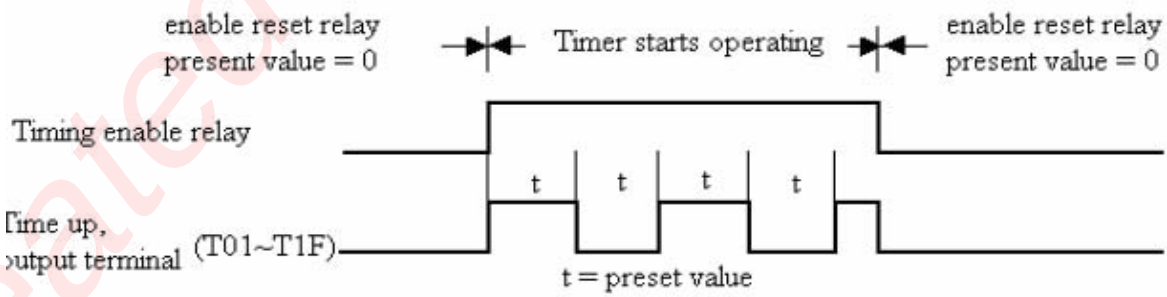 enable reset relay
present value = 0
Timer starts operating
enable reset relay
present value = 0
Timing enable relay
t t t t
Time up,
output terminal (T01~T1F)
t = preset value